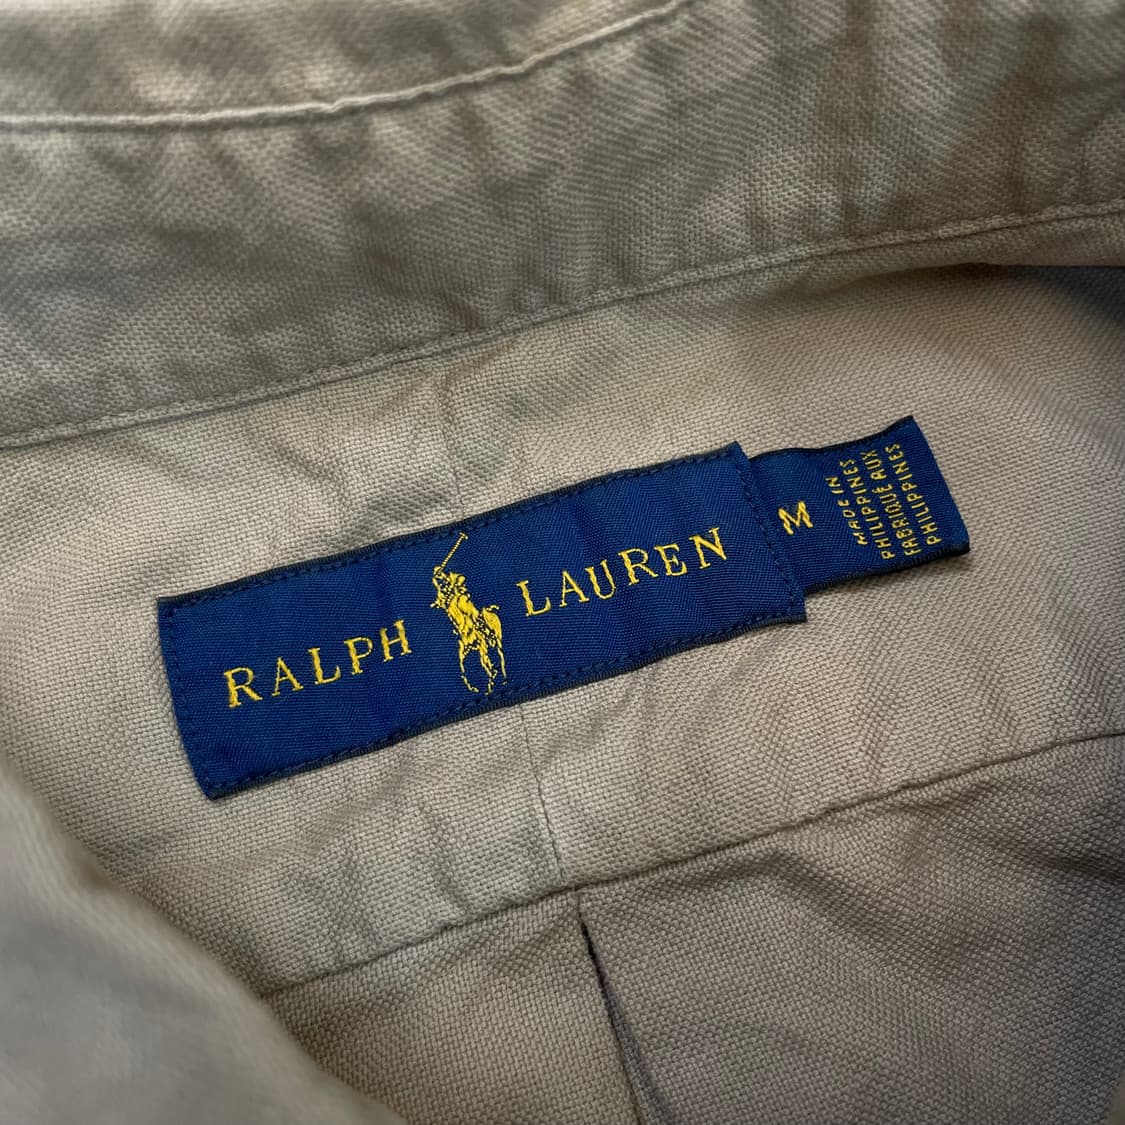 RALPH LAUREN
M
MADE IN
PHILIPPINES
FABRIQUÉ AUX
PHILIPPINES